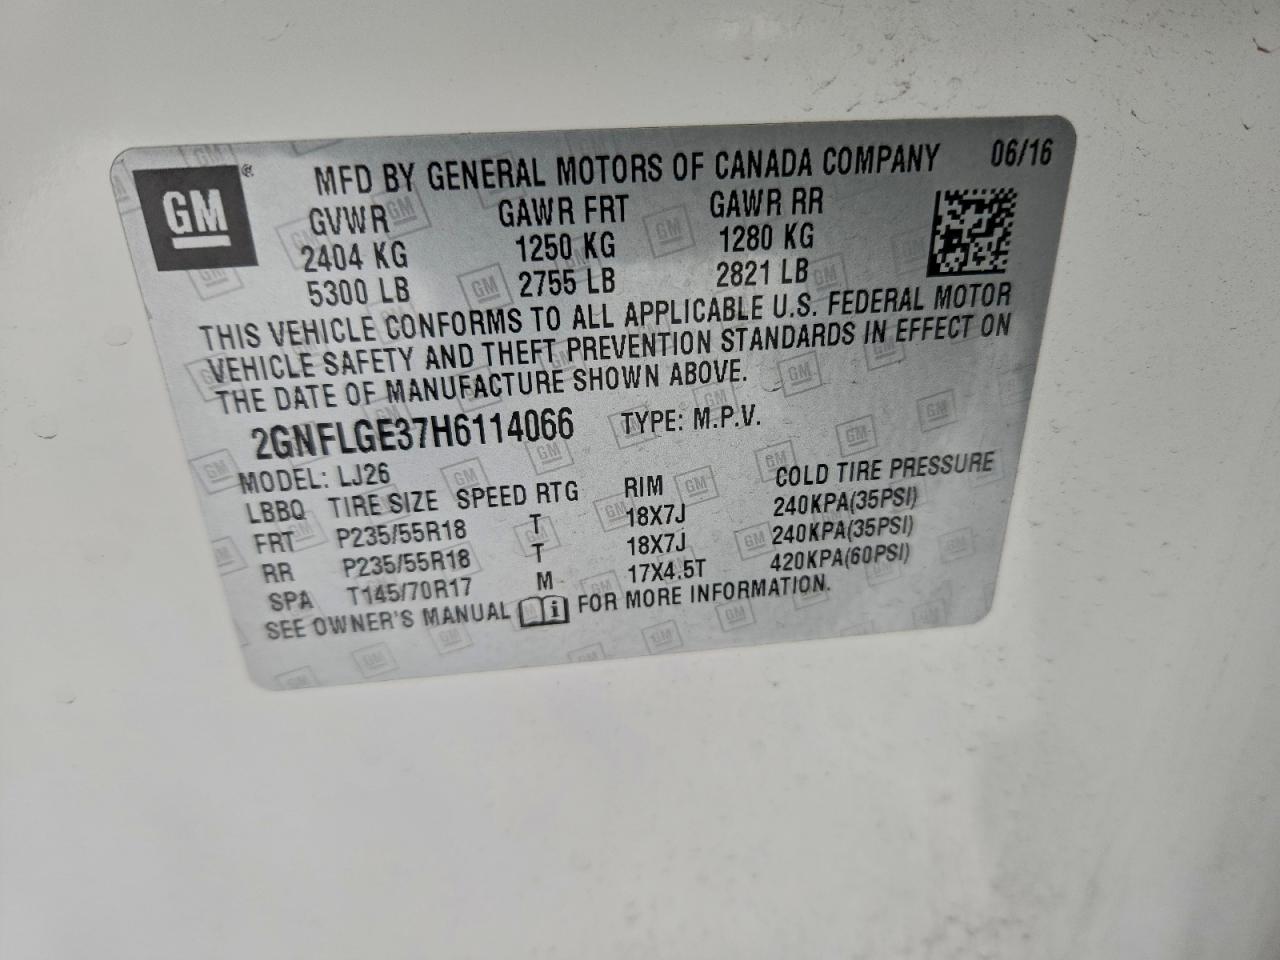 GM ® MFD BY GENERAL MOTORS OF CANADA COMPANY 06/16
GVWR GAWR FRT GAWR RR
2404 KG 1250 KG 1280 KG
5300 LB 2755 LB 2821 LB
THIS VEHICLE CONFORMS TO ALL APPLICABLE U.S. FEDERAL MOTOR
VEHICLE SAFETY AND THEFT PREVENTION STANDARDS IN EFFECT ON
THE DATE OF MANUFACTURE SHOWN ABOVE.
2GNFLGE37H6114066 TYPE: M.P.V.
MODEL: LJ26
LBBQ TIRE SIZE SPEED RTG RIM COLD TIRE PRESSURE
FRT P235/55R18 T 18X7J 240KPA(35PSI)
RR P235/55R18 T 18X7J 240KPA(35PSI)
SPA T145/70R17 M 17X4.5T 420KPA(60PSI)
SEE OWNER'S MANUAL i FOR MORE INFORMATION.